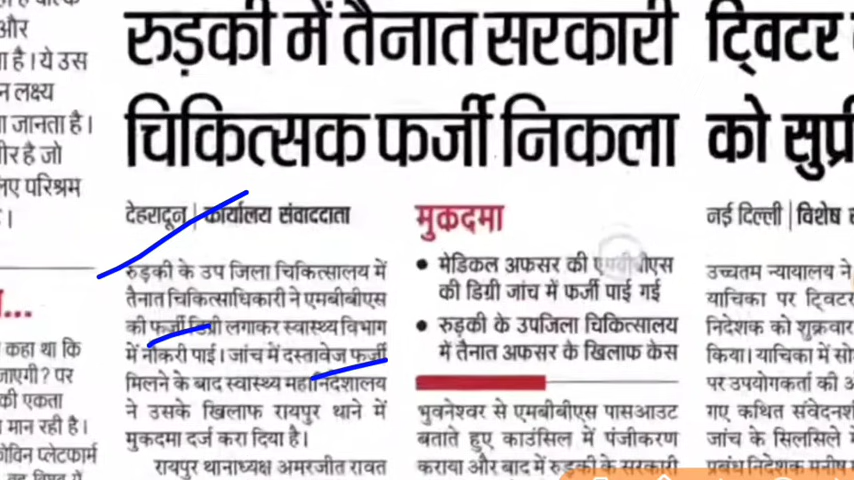 और
ा है। ये उस
न लक्ष्य
ा जानता है।
ीर है जो
लए परिश्रम
है।
...
कहा था कि
जाएगी? पर
की एकता
मान रही है।
कोविन प्लेटफार्म
रुड़की में तैनात सरकारी
चिकित्सक फर्जी निकला
देहरादून | कार्यालय संवाददाता
रुड़की के उप जिला चिकित्सालय में
तैनात चिकित्साधिकारी ने एमबीबीएस
की फर्जी डिग्री लगाकर स्वास्थ्य विभाग
में नौकरी पाई। जांच में दस्तावेज फर्जी
मिलने के बाद स्वास्थ्य महानिदेशालय
ने उसके खिलाफ रायपुर थाने में
मुकदमा दर्ज करा दिया है।
रायपुर थानाध्यक्ष अमरजीत रावत
मुकदमा
• मेडिकल अफसर की एमबीबीएस
की डिग्री जांच में फर्जी पाई गई
• रुड़की के उपजिला चिकित्सालय
में तैनात अफसर के खिलाफ केस
भुवनेश्वर से एमबीबीएस पासआउट
बताते हुए काउंसिल में पंजीकरण
कराया और बाद में रुड़की के सरकारी
ट्विटर
को सुप्री
नई दिल्ली | विशेष
उच्चतम न्यायालय ने
याचिका पर ट्विटर
निदेशक को शुक्रवार
किया। याचिका में सो
पर उपयोगकर्ता की अ
गए कथित संवेदनशी
जांच के सिलसिले में
प्रबंध निदेशक मनीष